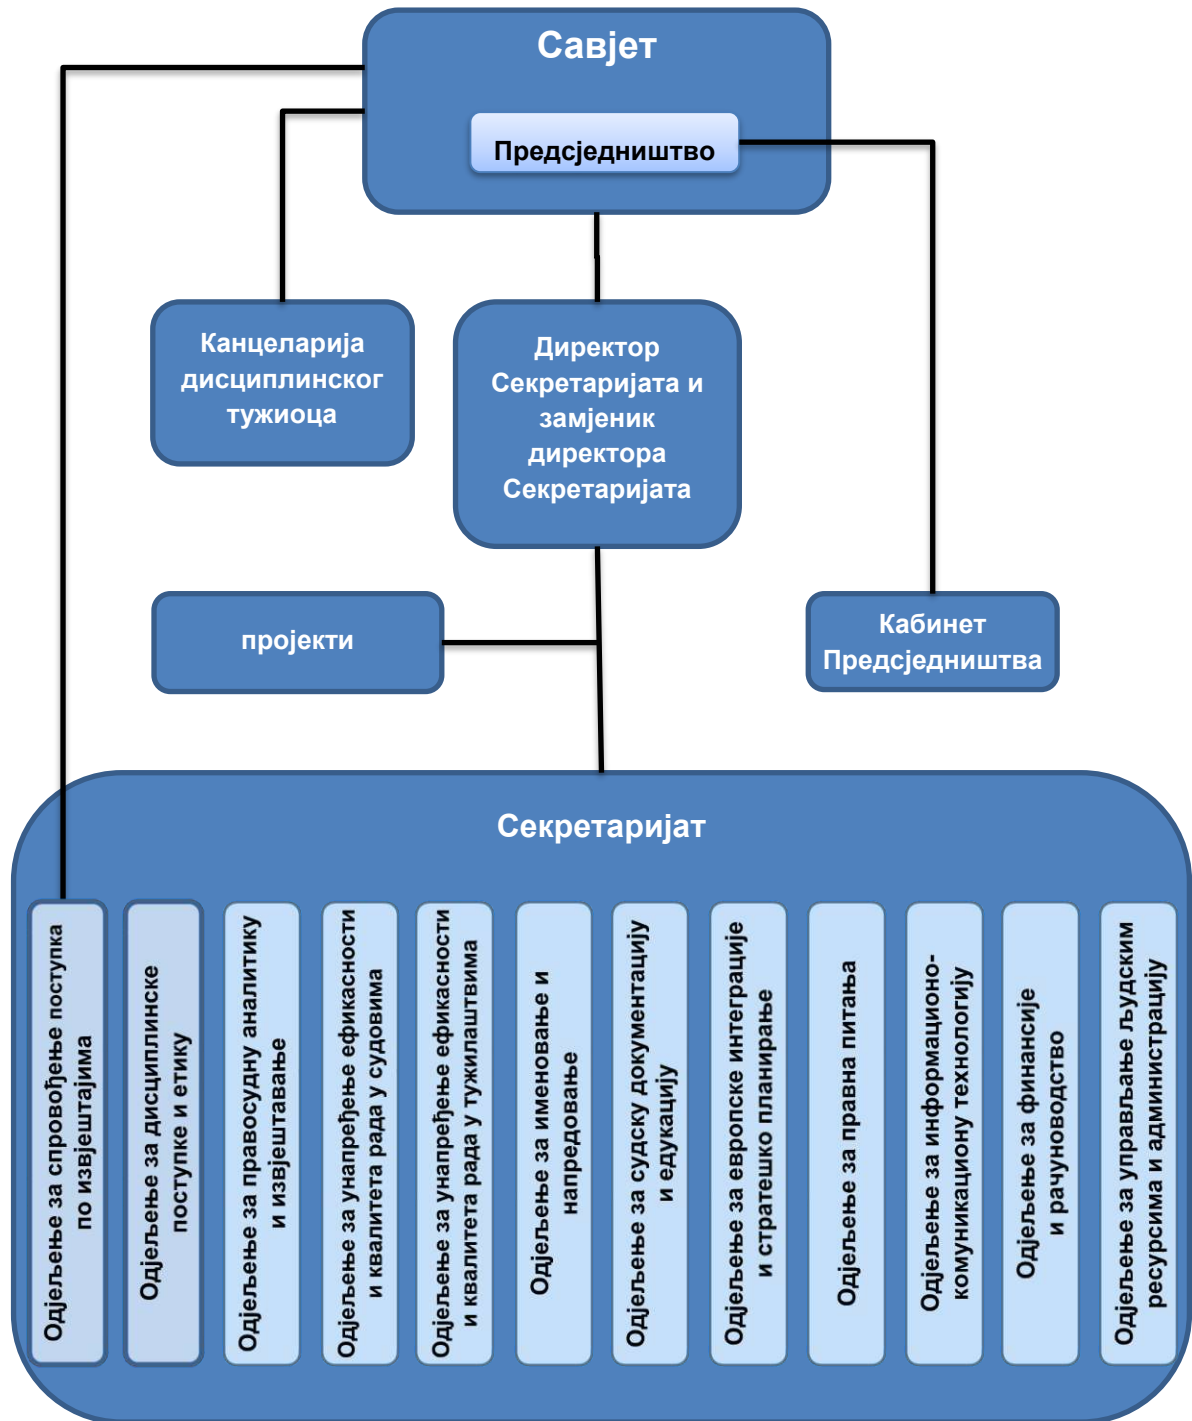 Савјет
Предсједништво
Канцеларија
дисциплинског
тужиоца
Директор
Секретаријата и
замјеник
директора
Секретаријата
пројекти
Кабинет
Предсједништва
Секретаријат
Одјељење за спровођење поступка
по извјештајима
Одјељење за дисциплинске
поступке и етику
Одјељење за правосудну аналитику
и извјештавање
Одјељење за унапређење ефикасности
и квалитета рада у судовима
Одјељење за унапређење ефикасности
и квалитета рада у тужилаштвима
Одјељење за именовање и
напредовање
Одјељење за судску документацију
и едукацију
Одјељење за европске интеграције
и стратешко планирање
Одјељење за правна питања
Одјељење за информационо-
комуникациону технологију
Одјељење за финансије
и рачуноводство
Одјељење за управљање људским
ресурсима и администрацију